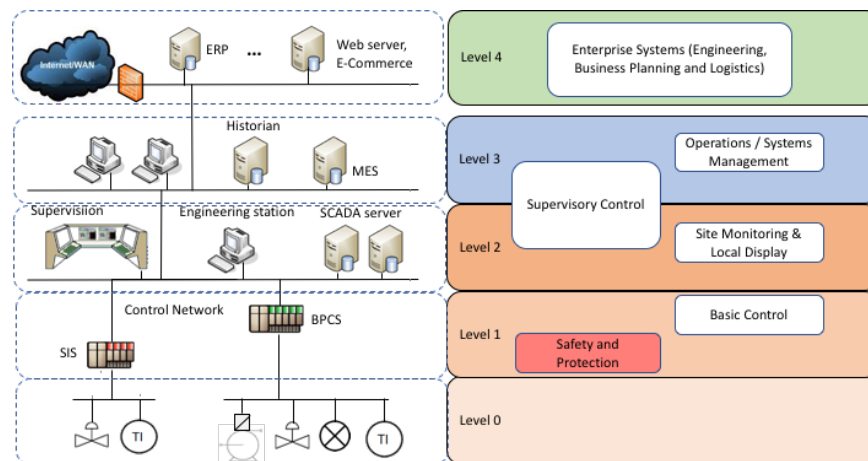 Internet/WAN
ERP
...
Web server,
E-Commerce
Level 4
Enterprise Systems (Engineering,
Business Planning and Logistics)
Historian
MES
Level 3
Operations / Systems
Management
Supervisory Control
Supervisiion
Engineering station
SCADA server
Level 2
Site Monitoring &
Local Display
Control Network
BPCS
SIS
Level 1
Basic Control
Safety and
Protection
TI
TI
Level 0